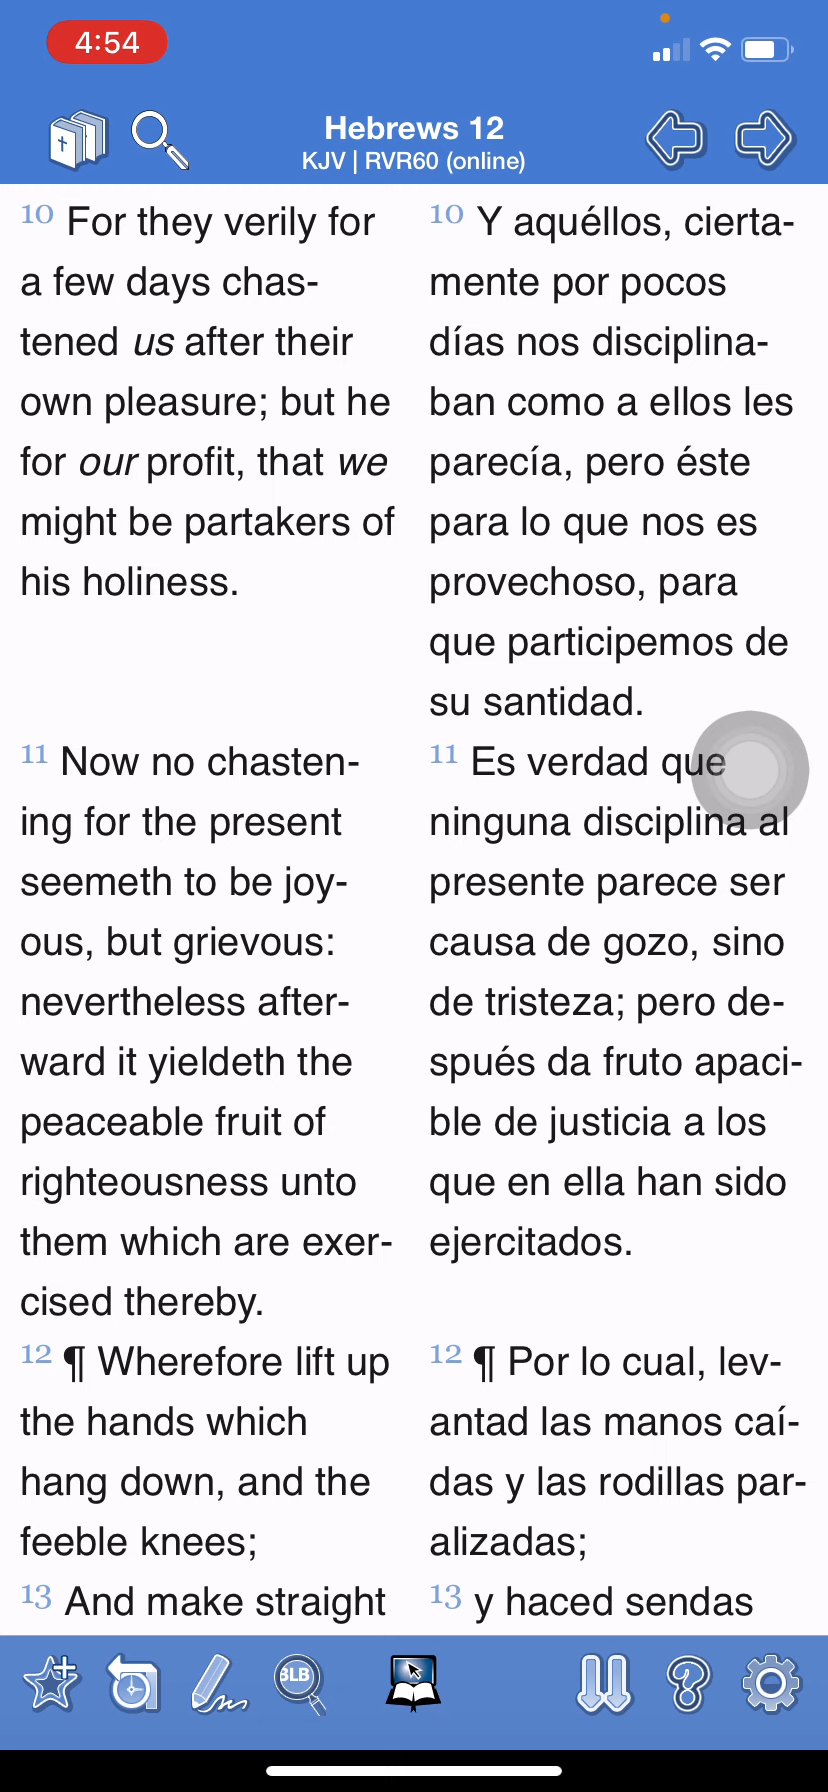 4:54
Hebrews 12
KJV | RVR60 (online)
10 For they verily for
a few days chas-
tened us after their
own pleasure; but he
for our profit, that we
might be partakers of
his holiness.
10 Y aquéllos, cierta-
mente por pocos
días nos disciplina-
ban como a ellos les
parecía, pero éste
para lo que nos es
provechoso, para
que participemos de
su santidad.
11 Now no chasten-
ing for the present
seemeth to be joy-
ous, but grievous:
nevertheless after-
ward it yieldeth the
peaceable fruit of
righteousness unto
them which are exer-
cised thereby.
11 Es verdad que
ninguna disciplina al
presente parece ser
causa de gozo, sino
de tristeza; pero de-
spués da fruto apaci-
ble de justicia a los
que en ella han sido
ejercitados.
12 ¶ Wherefore lift up
the hands which
hang down, and the
feeble knees;
12 ¶ Por lo cual, lev-
antad las manos caí-
das y las rodillas par-
alizadas;
13 And make straight
13 y haced sendas
BLB